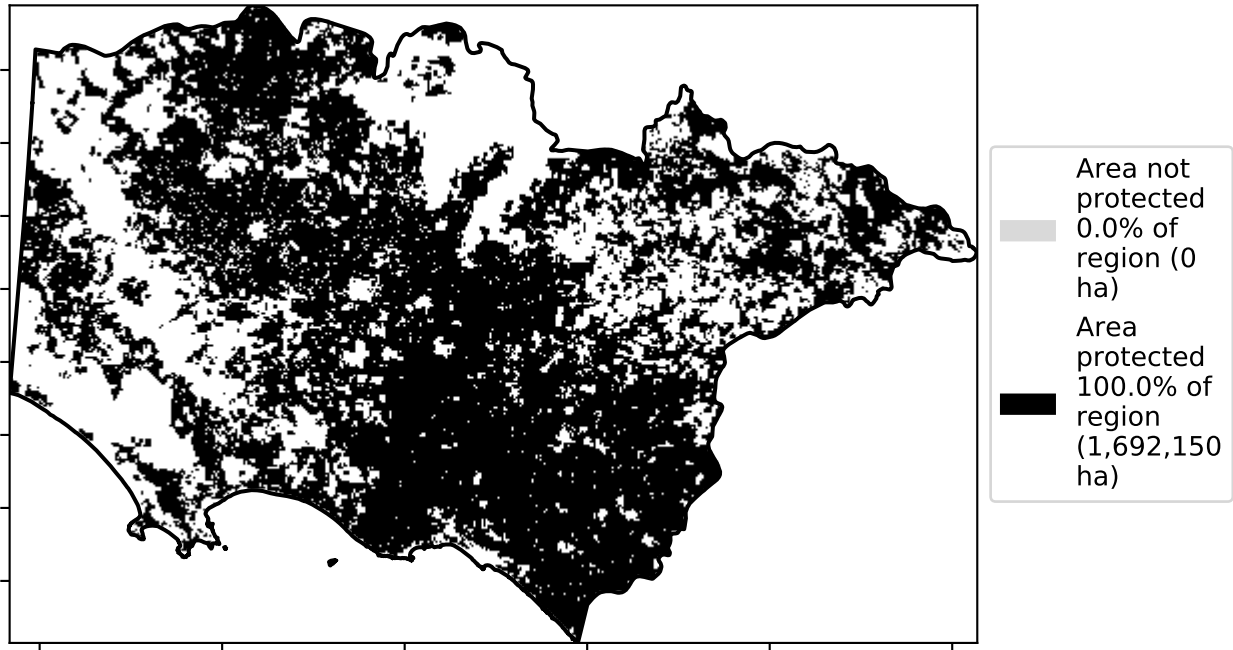 Area not
protected
0.0% of
region (0
ha)
Area
protected
100.0% of
region
(1,692,150
ha)